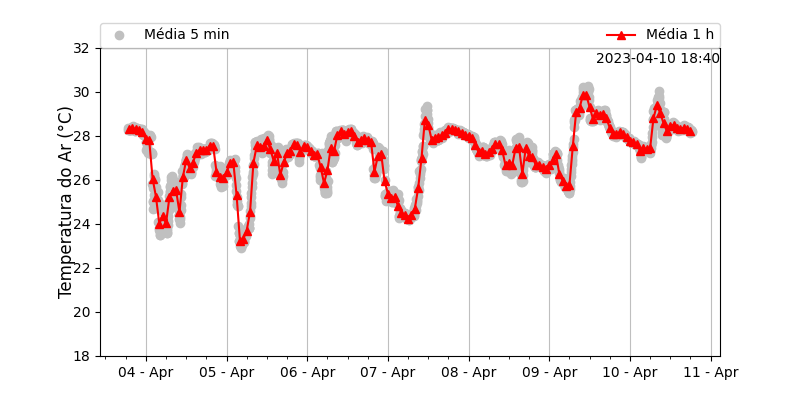 Média 5 min
Média 1 h
2023-04-10 18:40
Temperatura do Ar (°C)
32
30
28
26
24
22
20
18
04 - Apr
05 - Apr
06 - Apr
07 - Apr
08 - Apr
09 - Apr
10 - Apr
11 - Apr